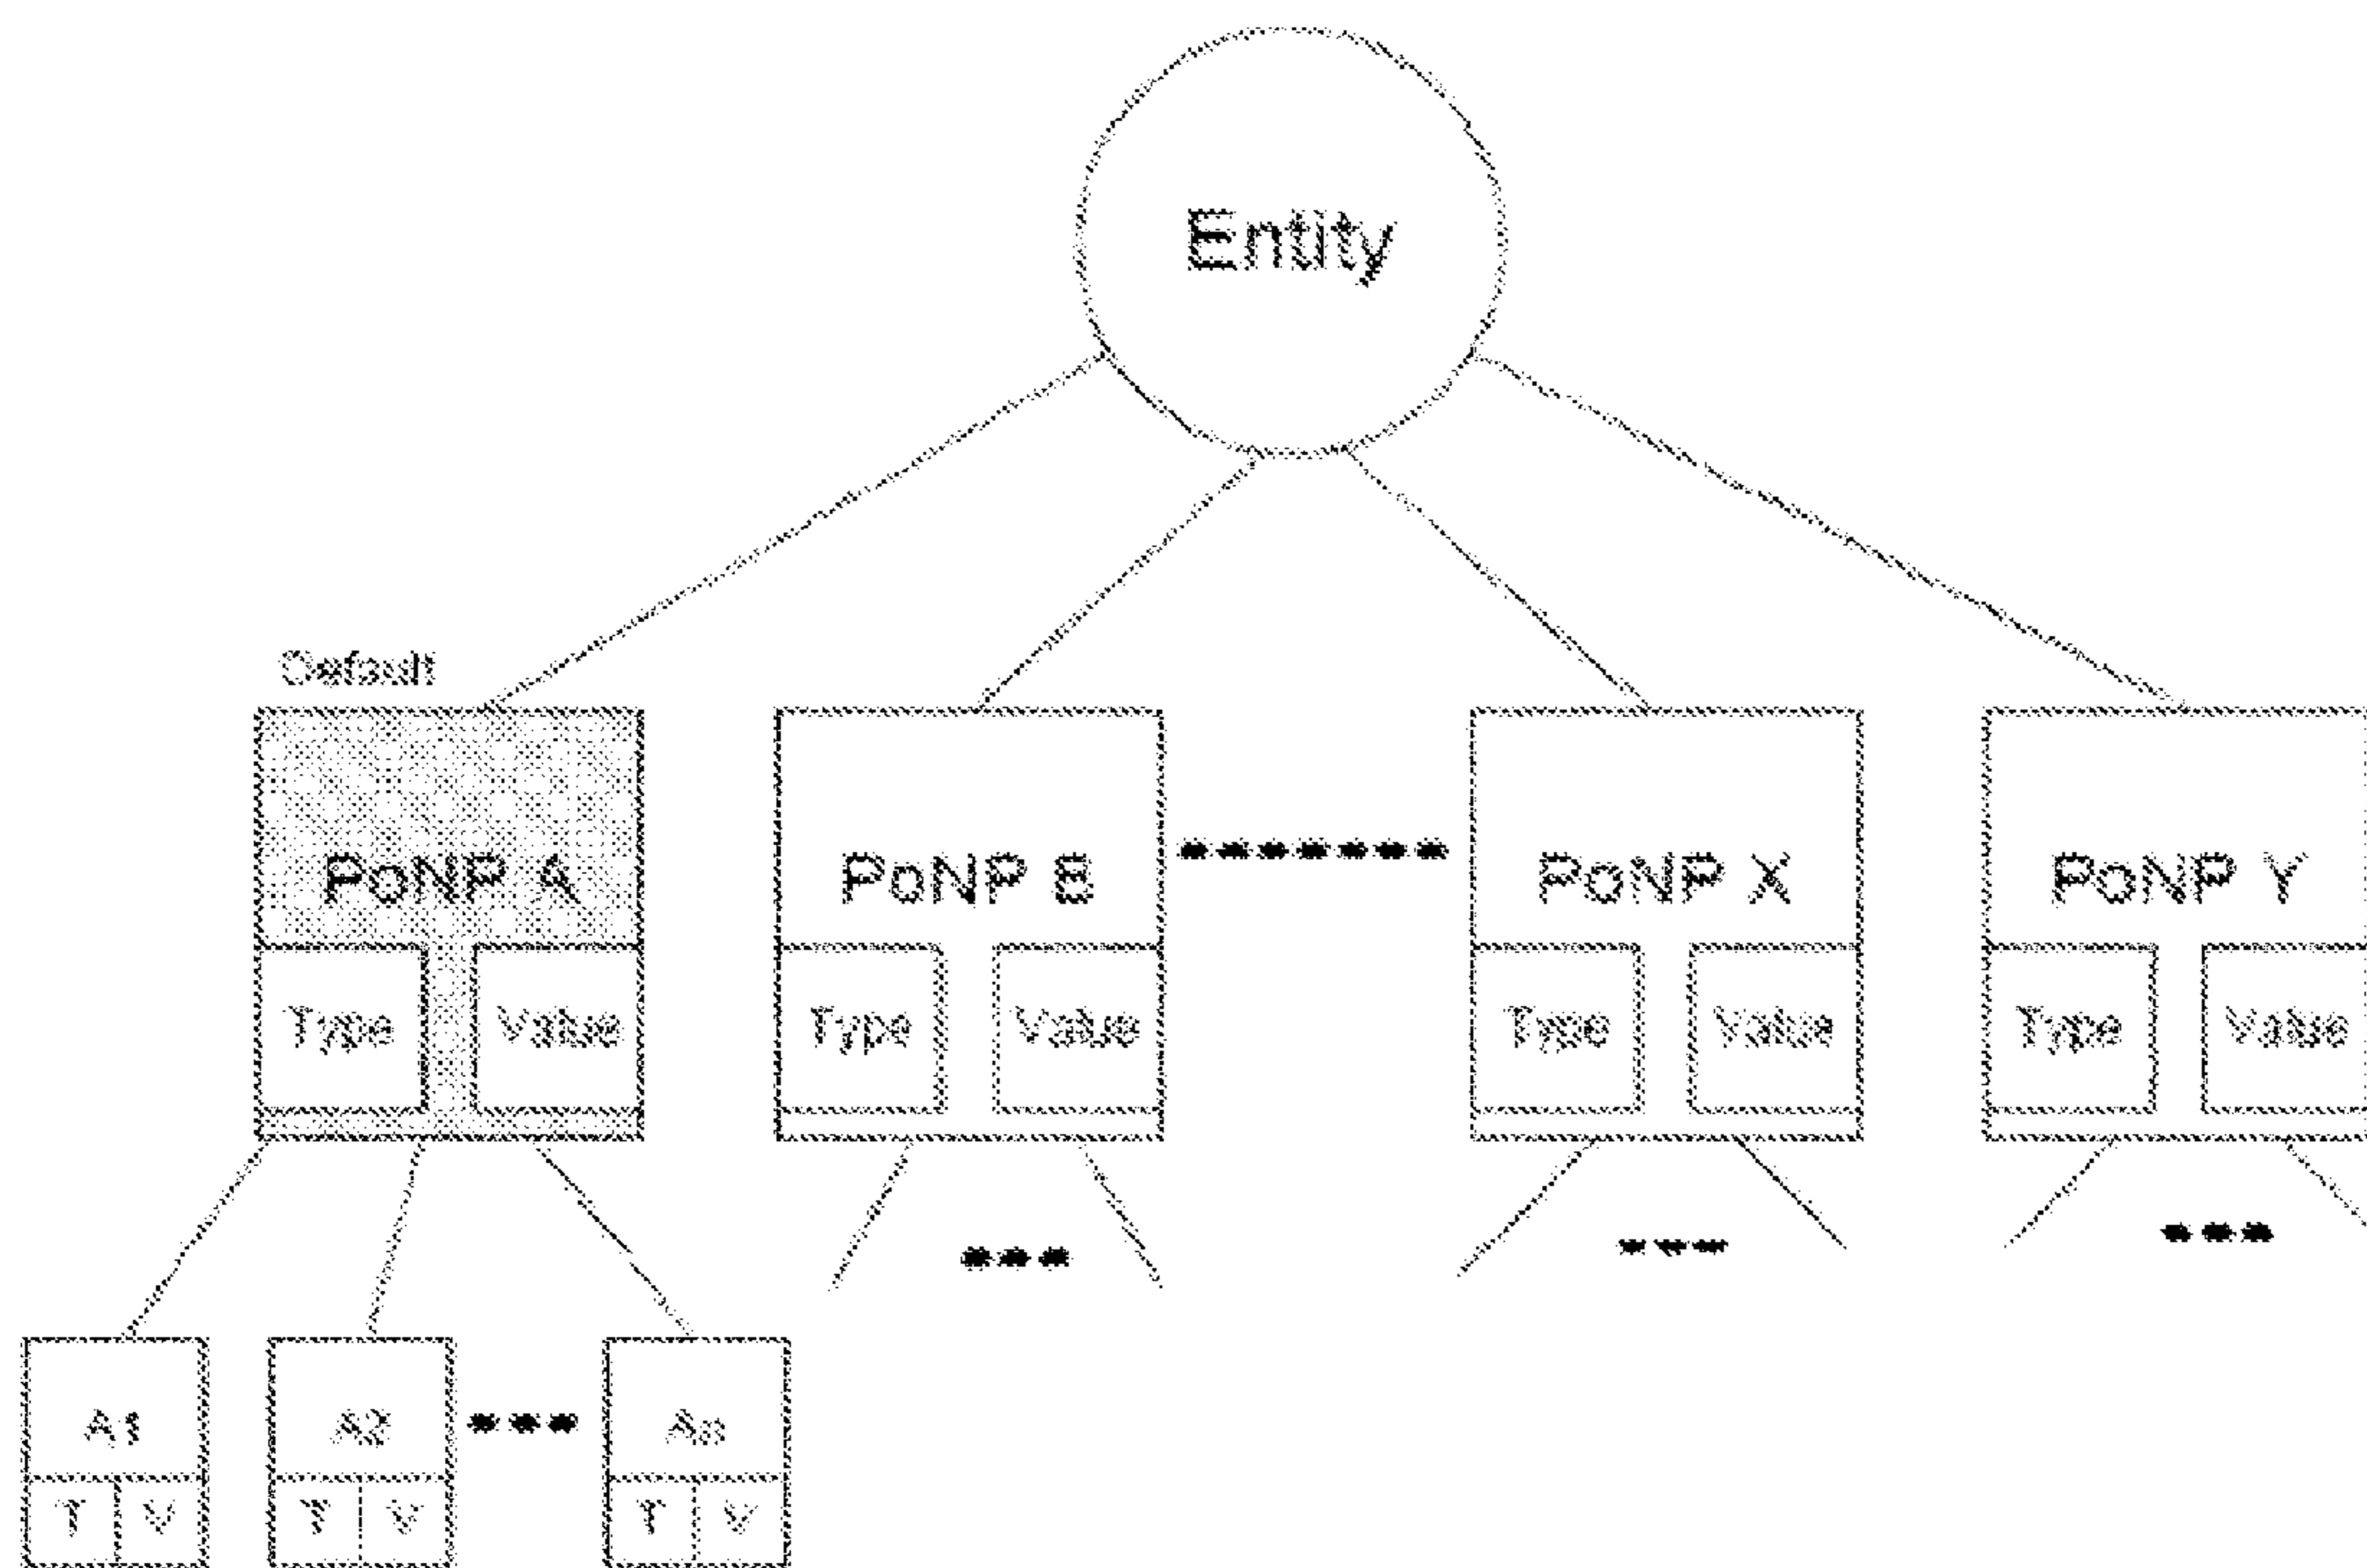 Entity
Default
PoNP A
PoNP B
PoNP X
PoNP Y
Type Value
Type Value
Type Value
Type Value
A1
A2
An
T V
T V
T V